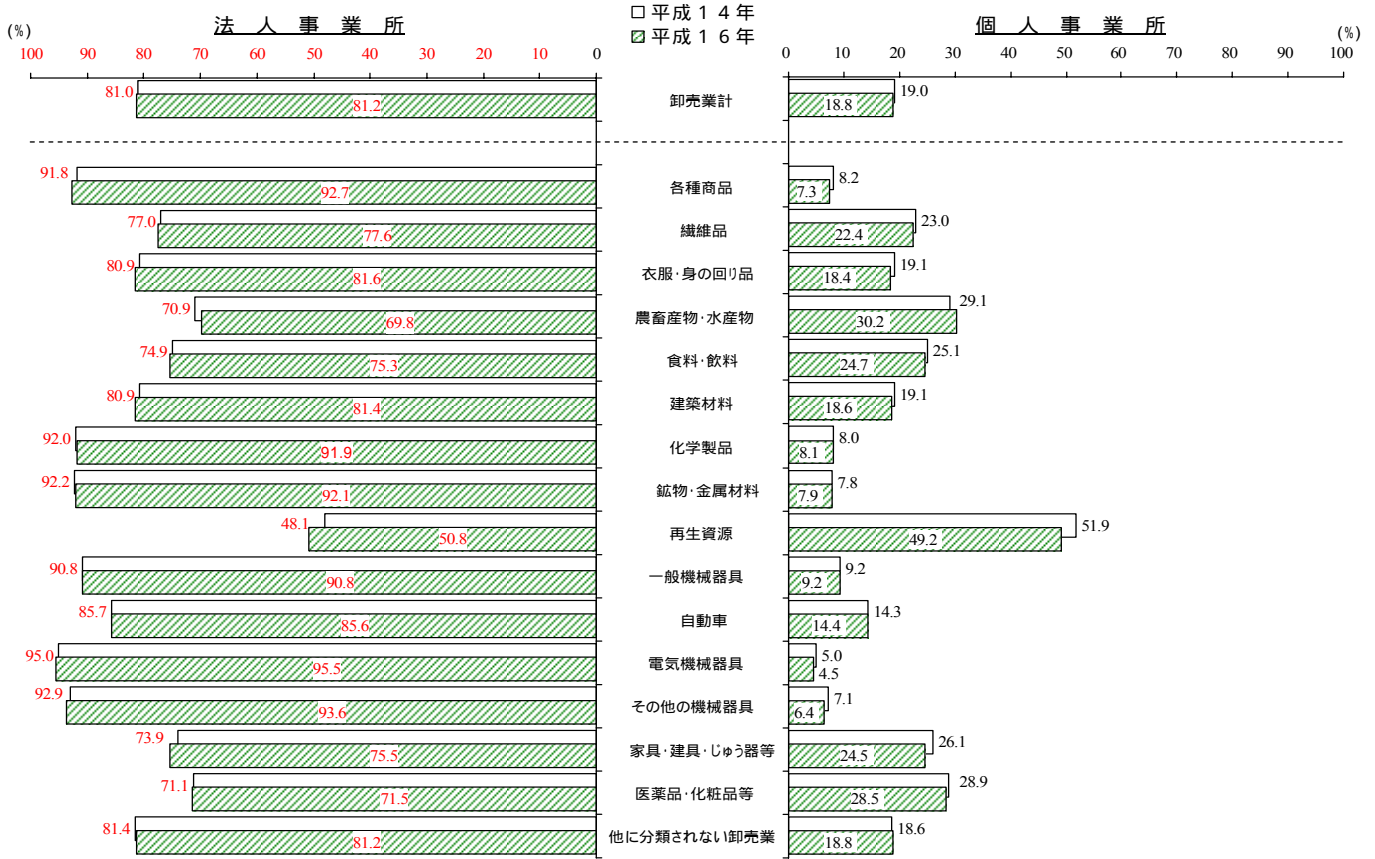 法 人 事 業 所
□ 平成１４年
個 人 事 業 所
(%)
平成１６年
(%)
100 90 80 70 60 50 40 30 20 10 0
0 10 20 30 40 50 60 70 80 90 100
81.0 卸売業計 19.0
81.2 18.8
91.8 各種商品 8.2
92.7 7.3
77.0 繊維品 23.0
77.6 22.4
80.9 衣服･身の回り品 19.1
81.6 18.4
70.9 農畜産物･水産物 29.1
69.8 30.2
74.9 食料･飲料 25.1
75.3 24.7
80.9 建築材料 19.1
81.4 18.6
92.0 化学製品 8.0
91.9 8.1
92.2 鉱物･金属材料 7.8
92.1 7.9
48.1 再生資源 51.9
50.8 49.2
90.8 一般機械器具 9.2
90.8 9.2
85.7 自動車 14.3
85.6 14.4
95.0 電気機械器具 5.0
95.5 4.5
92.9 その他の機械器具 7.1
93.6 6.4
73.9 家具･建具･じゅう器等 26.1
75.5 24.5
71.1 医薬品･化粧品等 28.9
71.5 28.5
81.4 他に分類されない卸売業 18.6
81.2 18.8